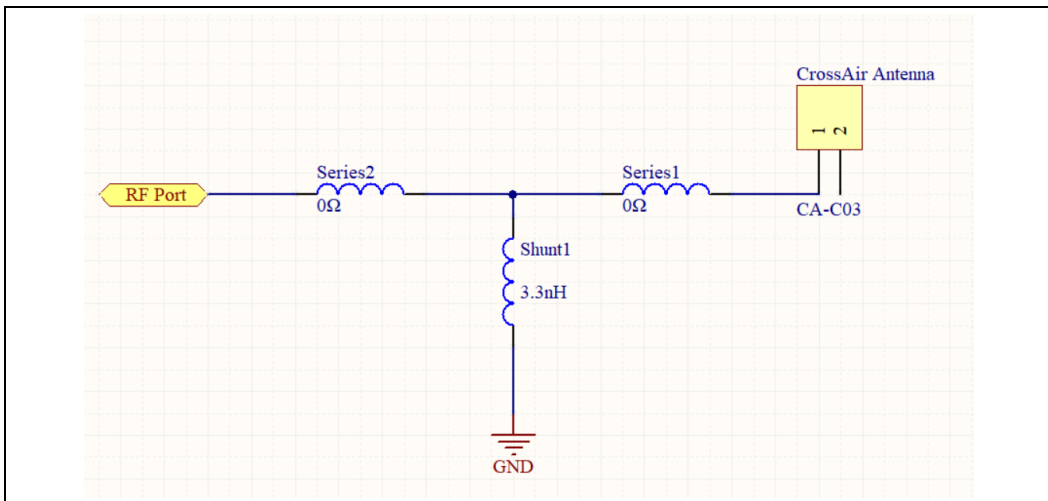 CrossAir Antenna
1
2
CA-C03
RF Port
Series2
0Ω
Series1
0Ω
Shunt1
3.3nH
GND